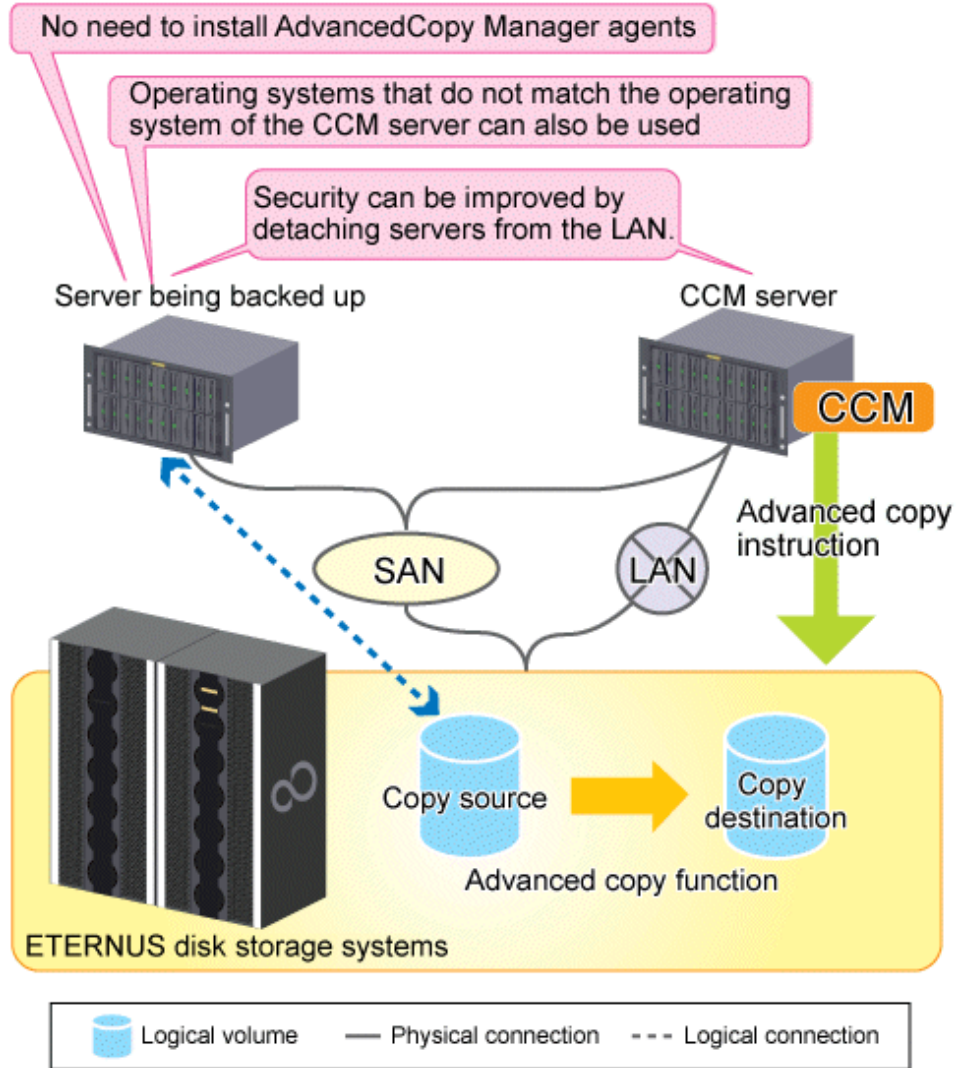 No need to install AdvancedCopy Manager agents
Operating systems that do not match the operating
system of the CCM server can also be used
Security can be improved by
detaching servers from the LAN.
Server being backed up
CCM server
CCM
Advanced copy
instruction
SAN
LAN
Copy source
Copy
destination
Advanced copy function
ETERNUS disk storage systems
Logical volume
Physical connection
Logical connection